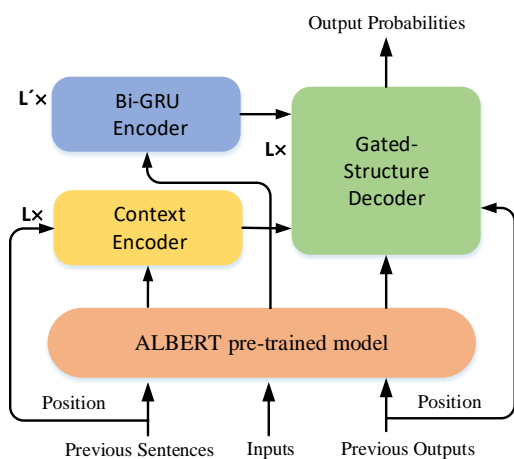 Output Probabilities
L´×
Bi-GRU
Encoder
L×
Gated-
Structure
Decoder
L×
Context
Encoder
ALBERT pre-trained model
Position
Position
Previous Sentences
Inputs
Previous Outputs